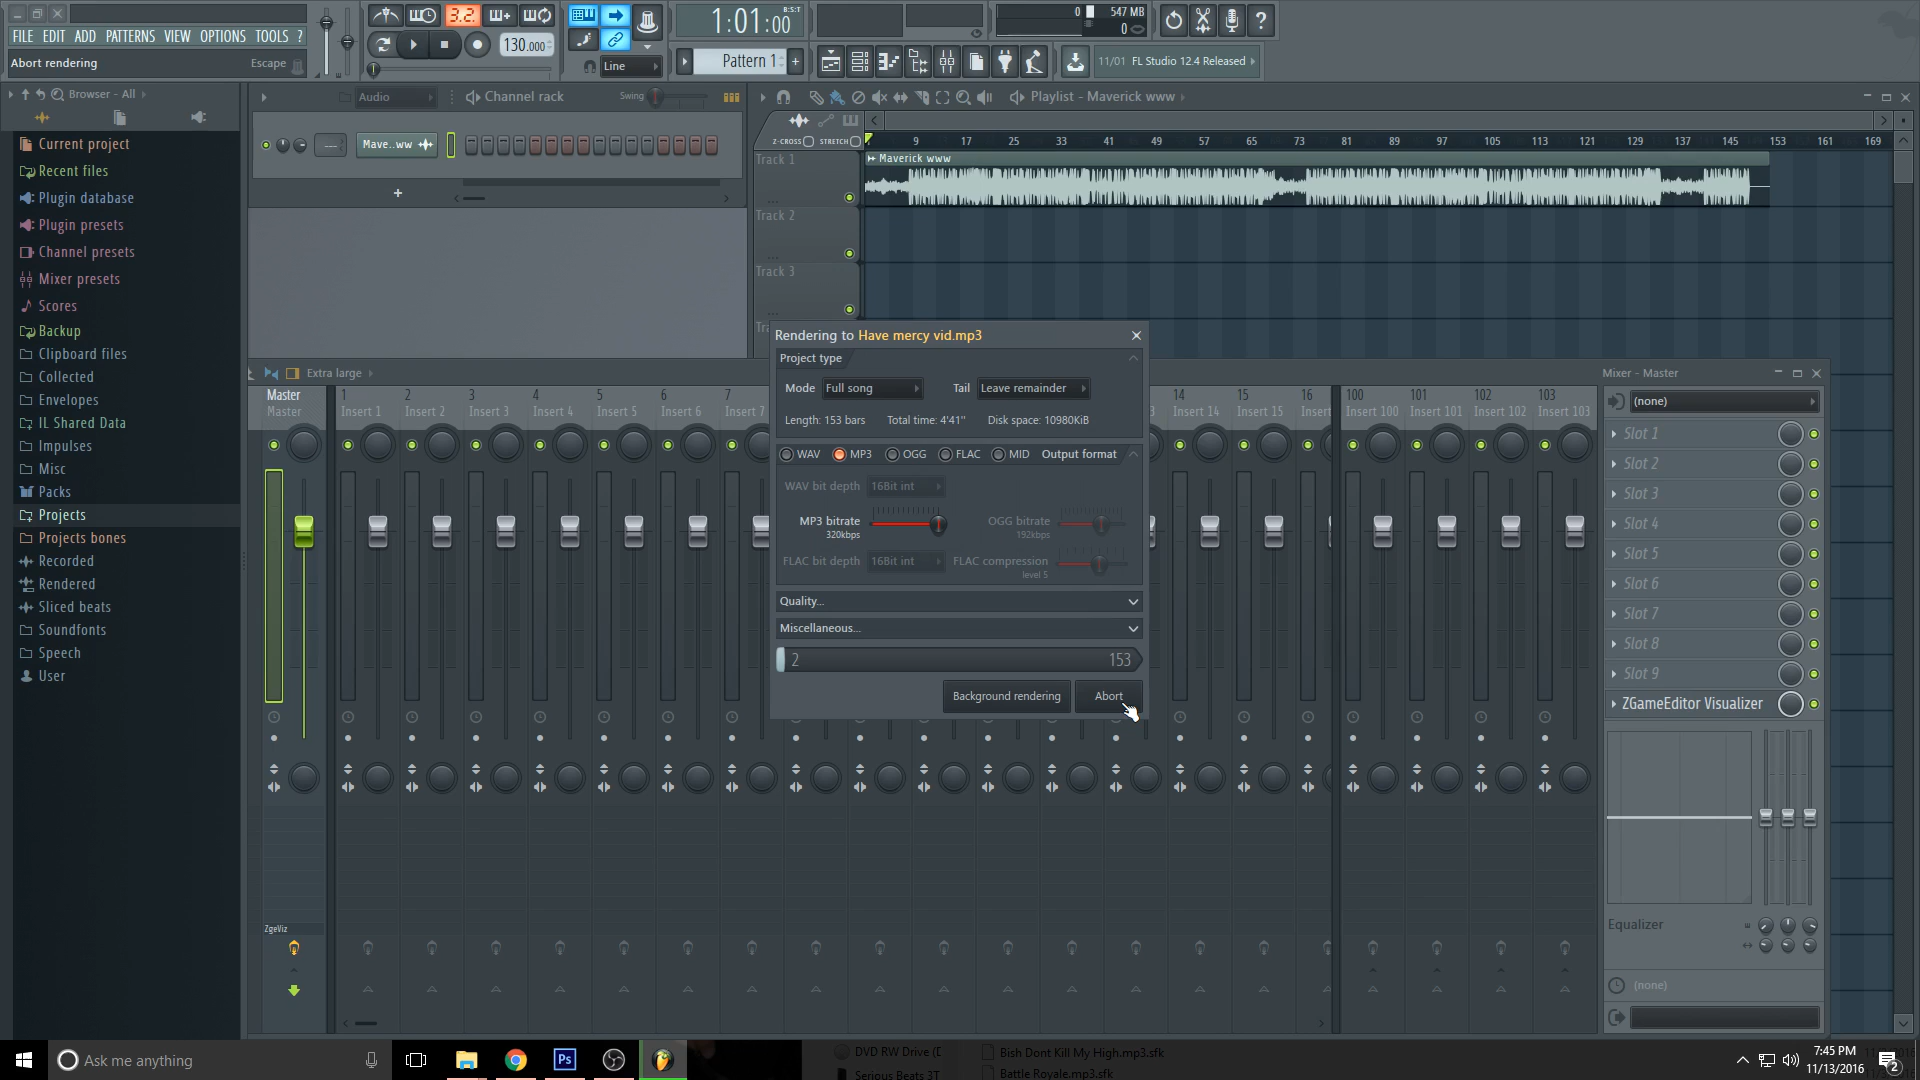 FILE EDIT ADD PATTERNS VIEW OPTIONS TOOLS ?
Abort rendering Escape
3.2
130.000
Line
1:01:00
B:S:T
Pattern 1
+
0 547 MB
0
?
11/01 FL Studio 12.4 Released
Browser - All
Current project
Recent files
Plugin database
Plugin presets
Channel presets
Mixer presets
Scores
Backup
Clipboard files
Collected
Envelopes
IL Shared Data
Impulses
Misc
Packs
Projects
Projects bones
Recorded
Rendered
Sliced beats
Soundfonts
Speech
User
Audio
Channel rack
Swing
---
Mave..ww
+
Playlist - Maverick www
Z-CROSS STRETCH
9 17 25 33 41 49 57 65 73 81 89 97 105 113 121 129 137 145 153 161 169
Track 1
Maverick www
...
Track 2
...
Track 3
...
Rendering to Have mercy vid.mp3
Project type
Mode Full song Tail Leave remainder
Length: 153 bars Total time: 4'41'' Disk space: 10980KiB
WAV MP3 OGG FLAC MID Output format
WAV bit depth 16Bit int
MP3 bitrate 320kbps
OGG bitrate 192kbps
FLAC bit depth 16Bit int
FLAC compression level 5
Quality...
Miscellaneous...
2 153
Background rendering Abort
Extra large
Mixer - Master
Master 1 2 3 4 5 6 7 14 15 16 100 101 102 103
Master Insert 1 Insert 2 Insert 3 Insert 4 Insert 5 Insert 6 Insert 7 Insert 14 Insert 15 Insert 100 Insert 101 Insert 102 Insert 103
(none)
Slot 1
Slot 2
Slot 3
Slot 4
Slot 5
Slot 6
Slot 7
Slot 8
Slot 9
ZGameEditor Visualizer
Equalizer
(none)
ZgeViz
Ask me anything
Ps
DVD RW Drive (D
Serious Beats 3T
Bish Dont Kill My High.mp3.sfk
Battle Royale.mp3.sfk
7:45 PM
11/13/2016
2